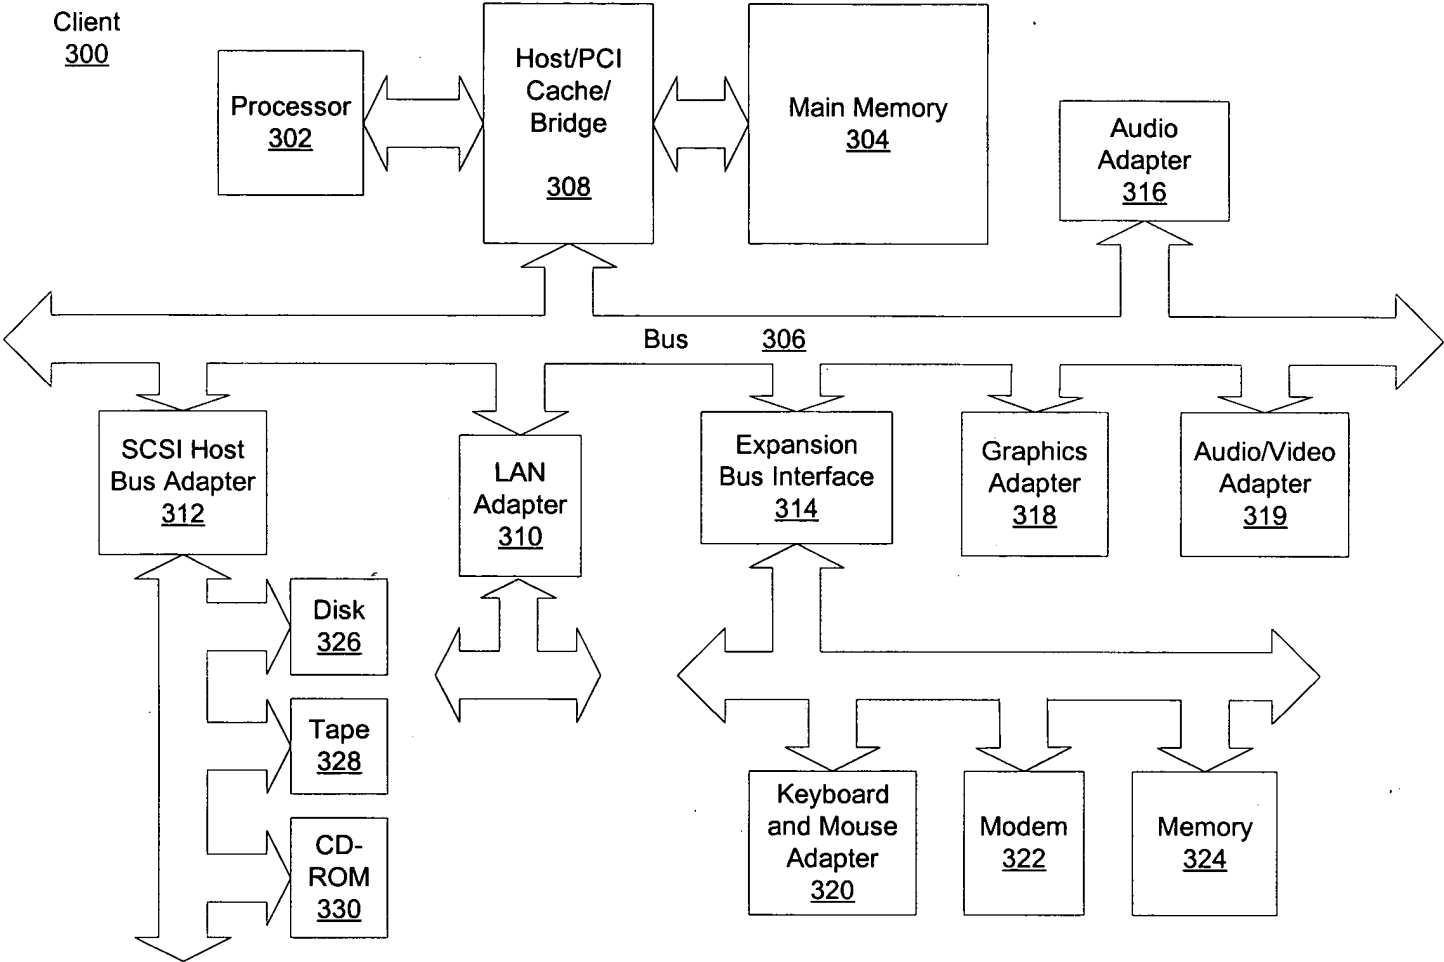 Client
300
Processor
302
Host/PCI
Cache/
Bridge
308
Main Memory
304
Audio
Adapter
316
Bus 306
SCSI Host
Bus Adapter
312
LAN
Adapter
310
Expansion
Bus Interface
314
Graphics
Adapter
318
Audio/Video
Adapter
319
Disk
326
Tape
328
CD-
ROM
330
Keyboard
and Mouse
Adapter
320
Modem
322
Memory
324